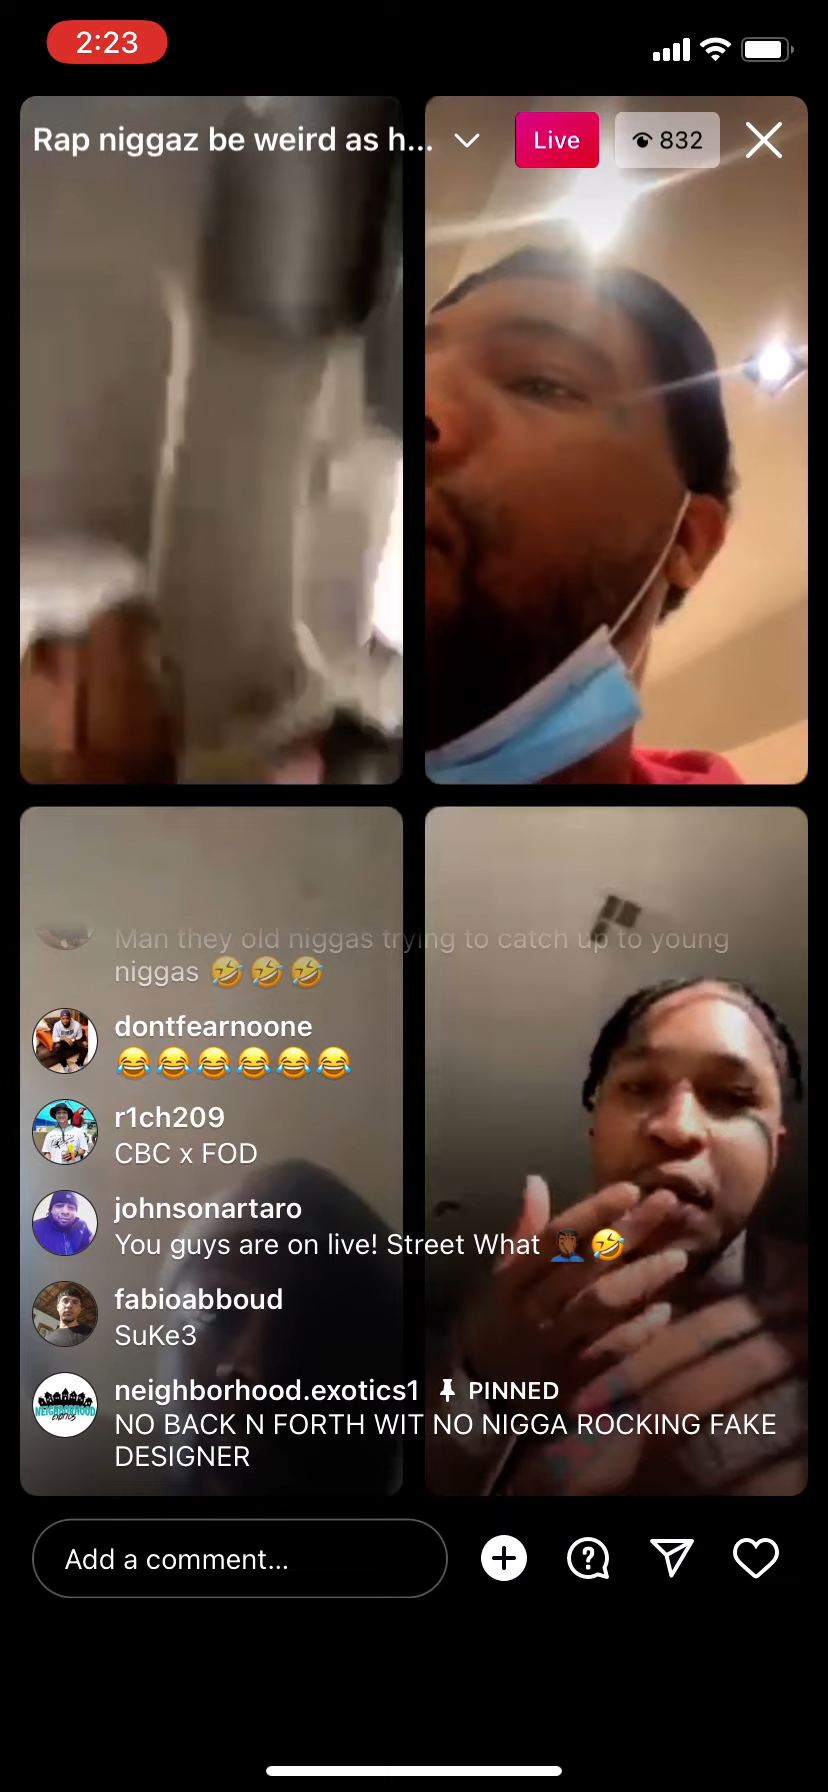 2:23
Rap niggaz be weird as h...
Live
832
Man they old niggas trying to catch up to young
niggas 🤣🤣🤣
dontfearnoone
😂😂😂😂😂😂
r1ch209
CBC x FOD
johnsonartaro
You guys are on live! Street What 🤦🏾‍♂️🤣
fabioabboud
SuKe3
NEIGHBORHOOD
EXOTICS
neighborhood.exotics1 PINNED
NO BACK N FORTH WIT NO NIGGA ROCKING FAKE
DESIGNER
Add a comment...